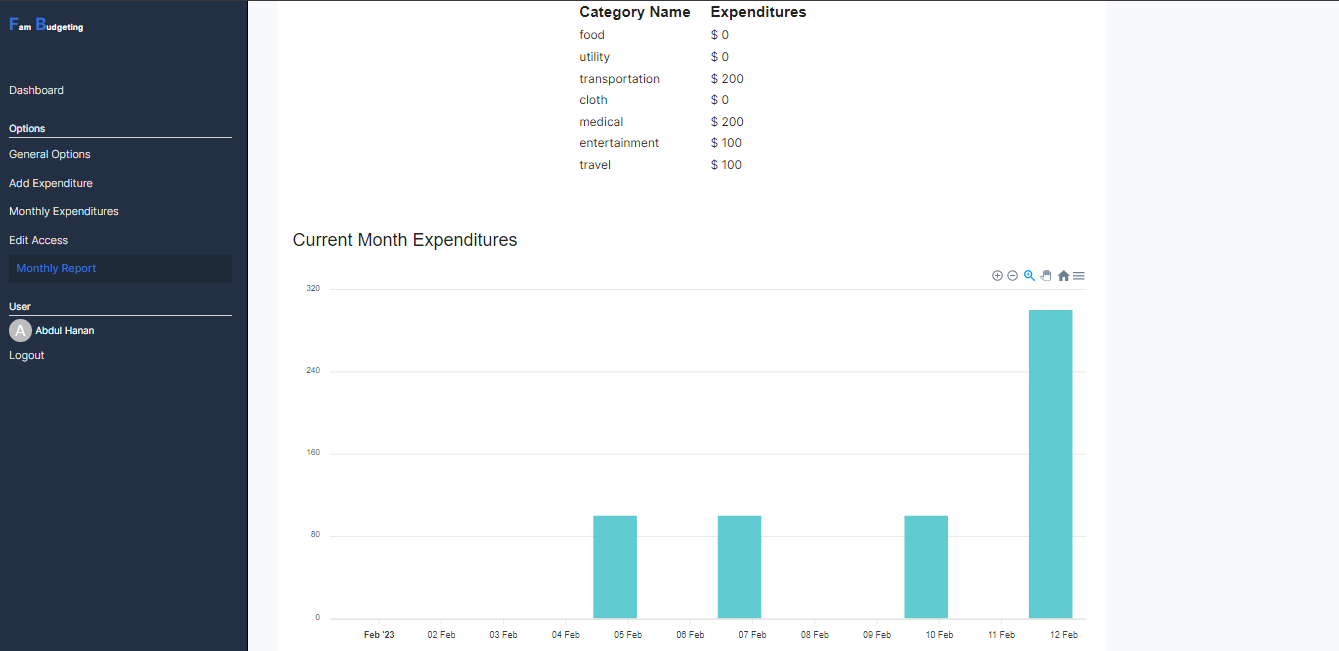 Fam Budgeting
Dashboard
Options
General Options
Add Expenditure
Monthly Expenditures
Edit Access
Monthly Report
User
A Abdul Hanan
Logout
Category Name Expenditures
food $ 0
utility $ 0
transportation $ 200
cloth $ 0
medical $ 200
entertainment $ 100
travel $ 100
Current Month Expenditures
320
240
160
80
0
Feb '23 02 Feb 03 Feb 04 Feb 05 Feb 06 Feb 07 Feb 08 Feb 09 Feb 10 Feb 11 Feb 12 Feb